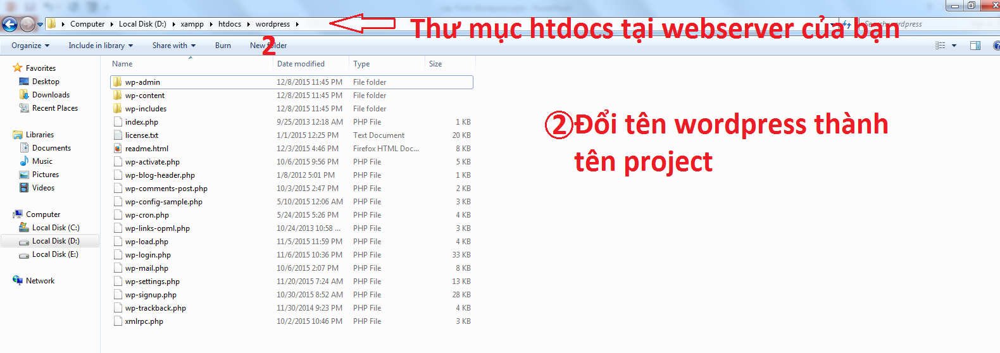 Computer Local Disk (D:) xampp htdocs wordpress
Thư mục htdocs tại webserver của bạn
Search wordpress
Organize Include in library Share with Burn New folder
2
Name Date modified Type Size
Favorites
Desktop
Downloads
Recent Places
Libraries
Documents
Music
Pictures
Videos
Computer
Local Disk (C:)
Local Disk (D:)
Local Disk (E:)
Network
wp-admin 12/8/2015 11:45 PM File folder
wp-content 12/8/2015 11:45 PM File folder
wp-includes 12/8/2015 11:45 PM File folder
index.php 9/25/2013 12:18 AM PHP File 1 KB
license.txt 1/1/2015 12:25 PM Text Document 20 KB
readme.html 12/3/2015 4:46 PM Firefox HTML Doc... 8 KB
wp-activate.php 10/6/2015 9:56 PM PHP File 5 KB
wp-blog-header.php 1/8/2012 5:01 PM PHP File 1 KB
wp-comments-post.php 10/3/2015 2:47 PM PHP File 2 KB
wp-config-sample.php 5/10/2015 12:06 AM PHP File 3 KB
wp-cron.php 5/24/2015 5:26 PM PHP File 4 KB
wp-links-opml.php 10/24/2013 10:58 ... PHP File 3 KB
wp-load.php 11/5/2015 11:59 PM PHP File 4 KB
wp-login.php 11/6/2015 10:36 PM PHP File 33 KB
wp-mail.php 10/6/2015 2:07 PM PHP File 8 KB
wp-settings.php 11/20/2015 7:24 AM PHP File 13 KB
wp-signup.php 10/30/2015 8:52 AM PHP File 28 KB
wp-trackback.php 11/30/2014 9:23 PM PHP File 4 KB
xmlrpc.php 10/2/2015 10:46 PM PHP File 3 KB
2 Đổi tên wordpress thành
tên project